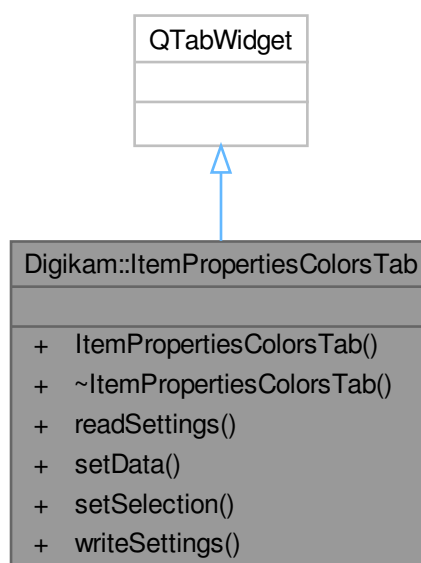 QTabWidget
Digikam::ItemPropertiesColorsTab
+ ItemPropertiesColorsTab()
+ ~ItemPropertiesColorsTab()
+ readSettings()
+ setData()
+ setSelection()
+ writeSettings()